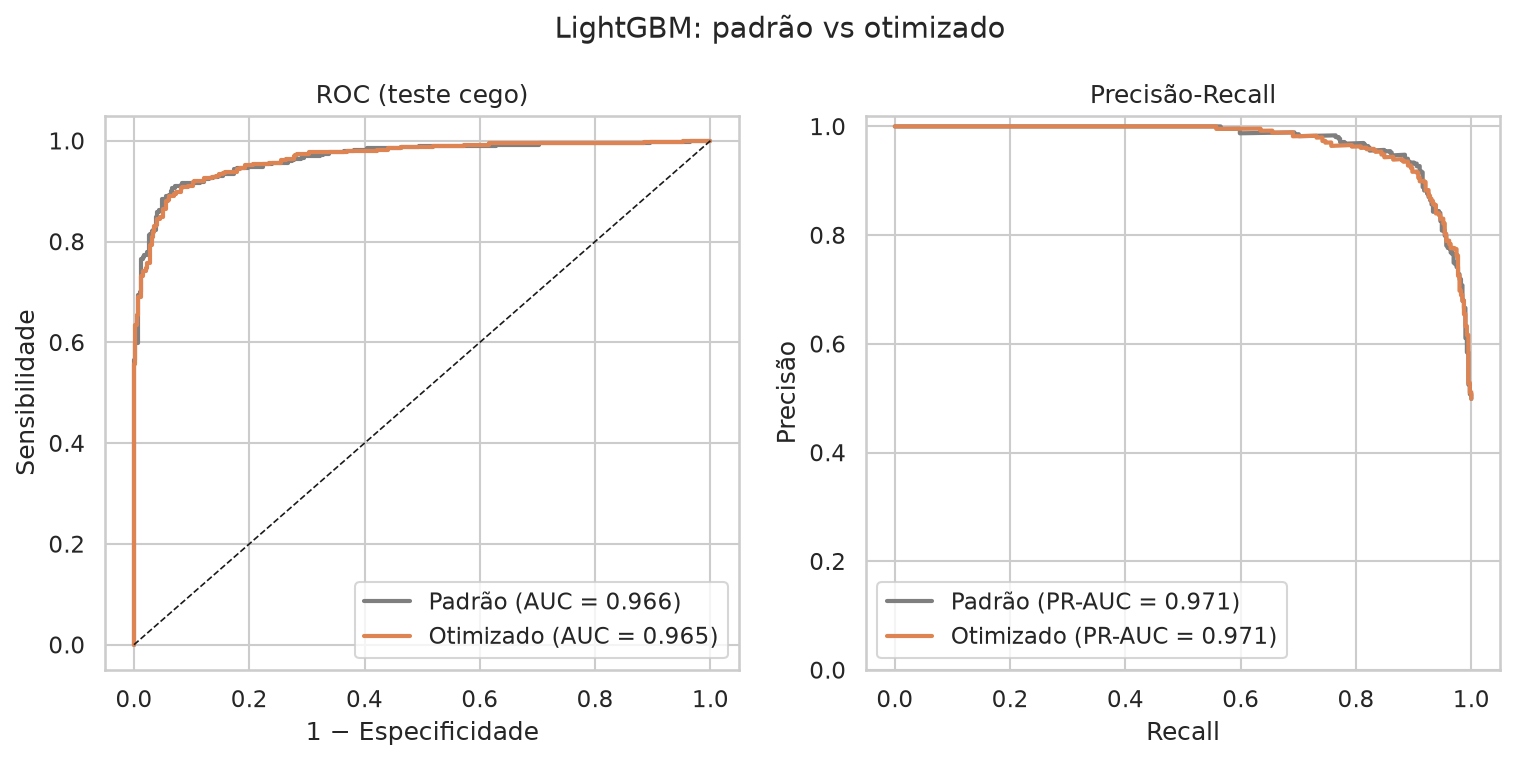 LightGBM: padrão vs otimizado
ROC (teste cego)
Sensibilidade
1.0
0.8
0.6
0.4
0.2
0.0
Padrão (AUC = 0.966)
Otimizado (AUC = 0.965)
0.0 0.2 0.4 0.6 0.8 1.0
1 − Especificidade
Precisão-Recall
Precisão
1.0
0.8
0.6
0.4
0.2
0.0
Padrão (PR-AUC = 0.971)
Otimizado (PR-AUC = 0.971)
0.0 0.2 0.4 0.6 0.8 1.0
Recall